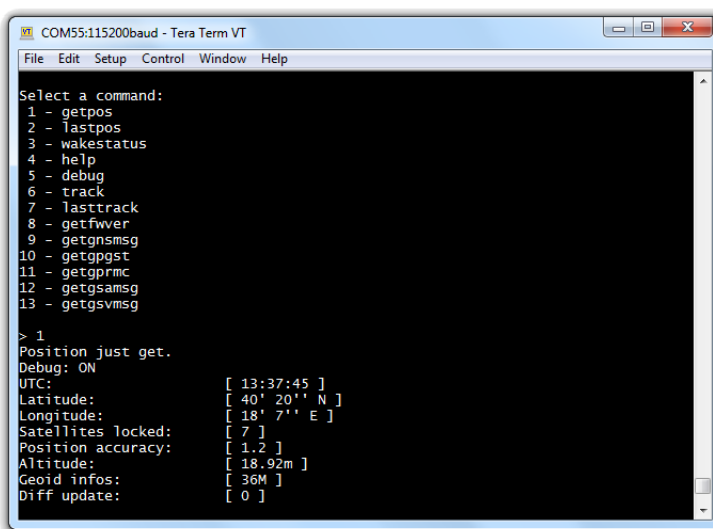 COM55:115200baud - Tera Term VT
File Edit Setup Control Window Help
Select a command:
1 - getpos
2 - lastpos
3 - wakestatus
4 - help
5 - debug
6 - track
7 - lasttrack
8 - getfwver
9 - getgnsmsg
10 - getgpgst
11 - getgprmc
12 - getgsamsg
13 - getgsvmsg
> 1
Position just get.
Debug: ON
UTC: [ 13:37:45 ]
Latitude: [ 40' 20'' N ]
Longitude: [ 18' 7'' E ]
Satellites locked: [ 7 ]
Position accuracy: [ 1.2 ]
Altitude: [ 18.92m ]
Geoid infos: [ 36M ]
Diff update: [ 0 ]